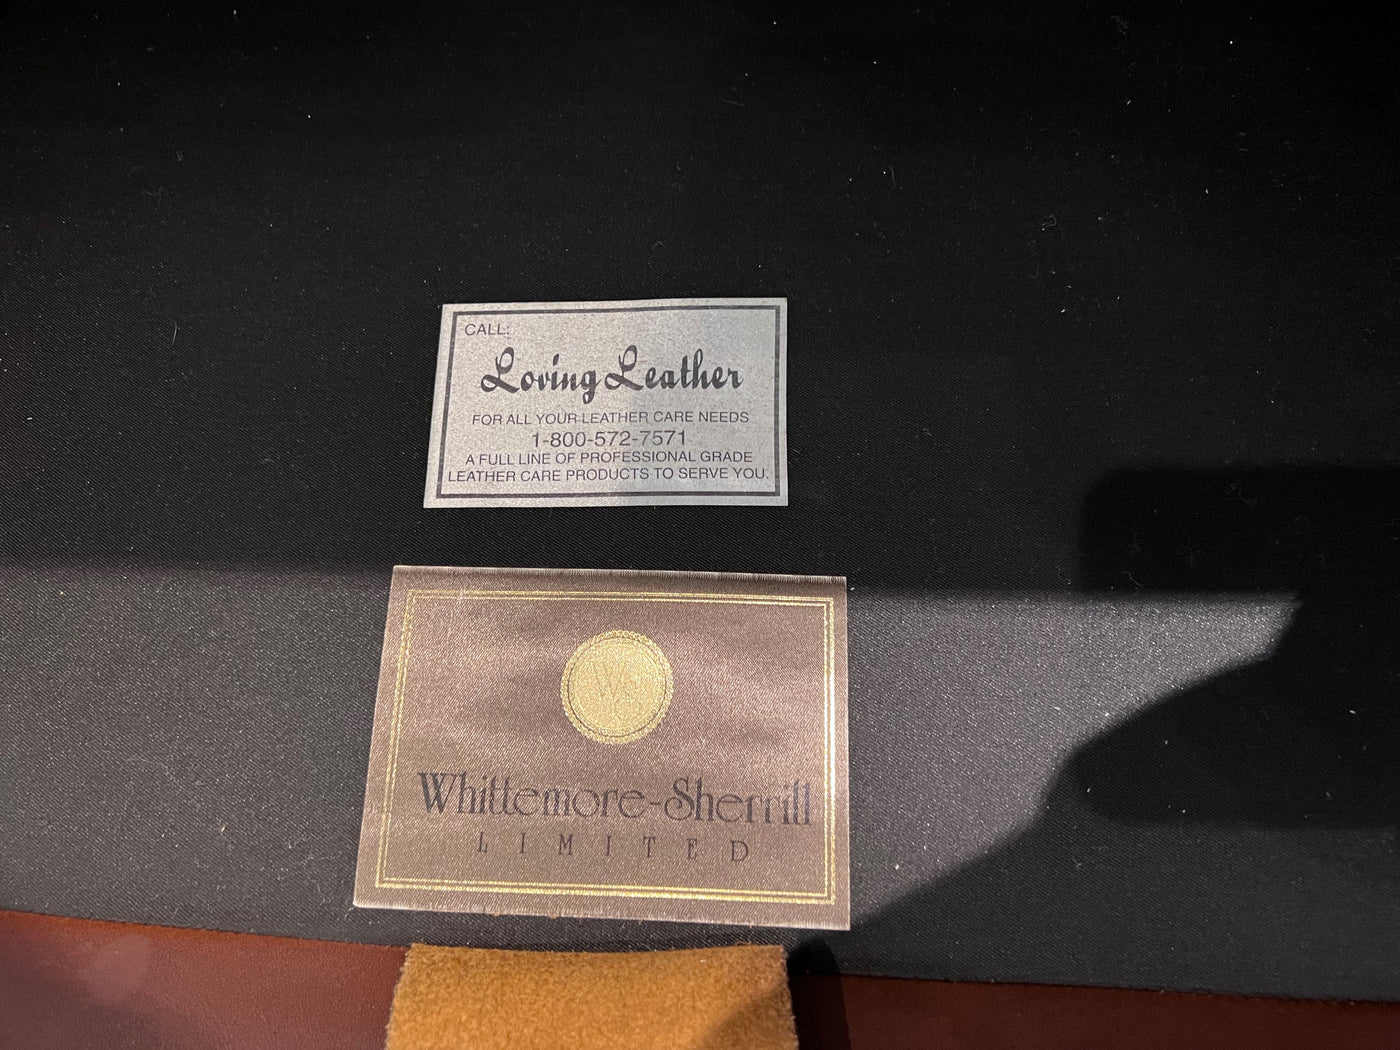 CALL:
Loving Leather
FOR ALL YOUR LEATHER CARE NEEDS
1-800-572-7571
A FULL LINE OF PROFESSIONAL GRADE
LEATHER CARE PRODUCTS TO SERVE YOU.
Whittemore-Sherrill
LIMITED